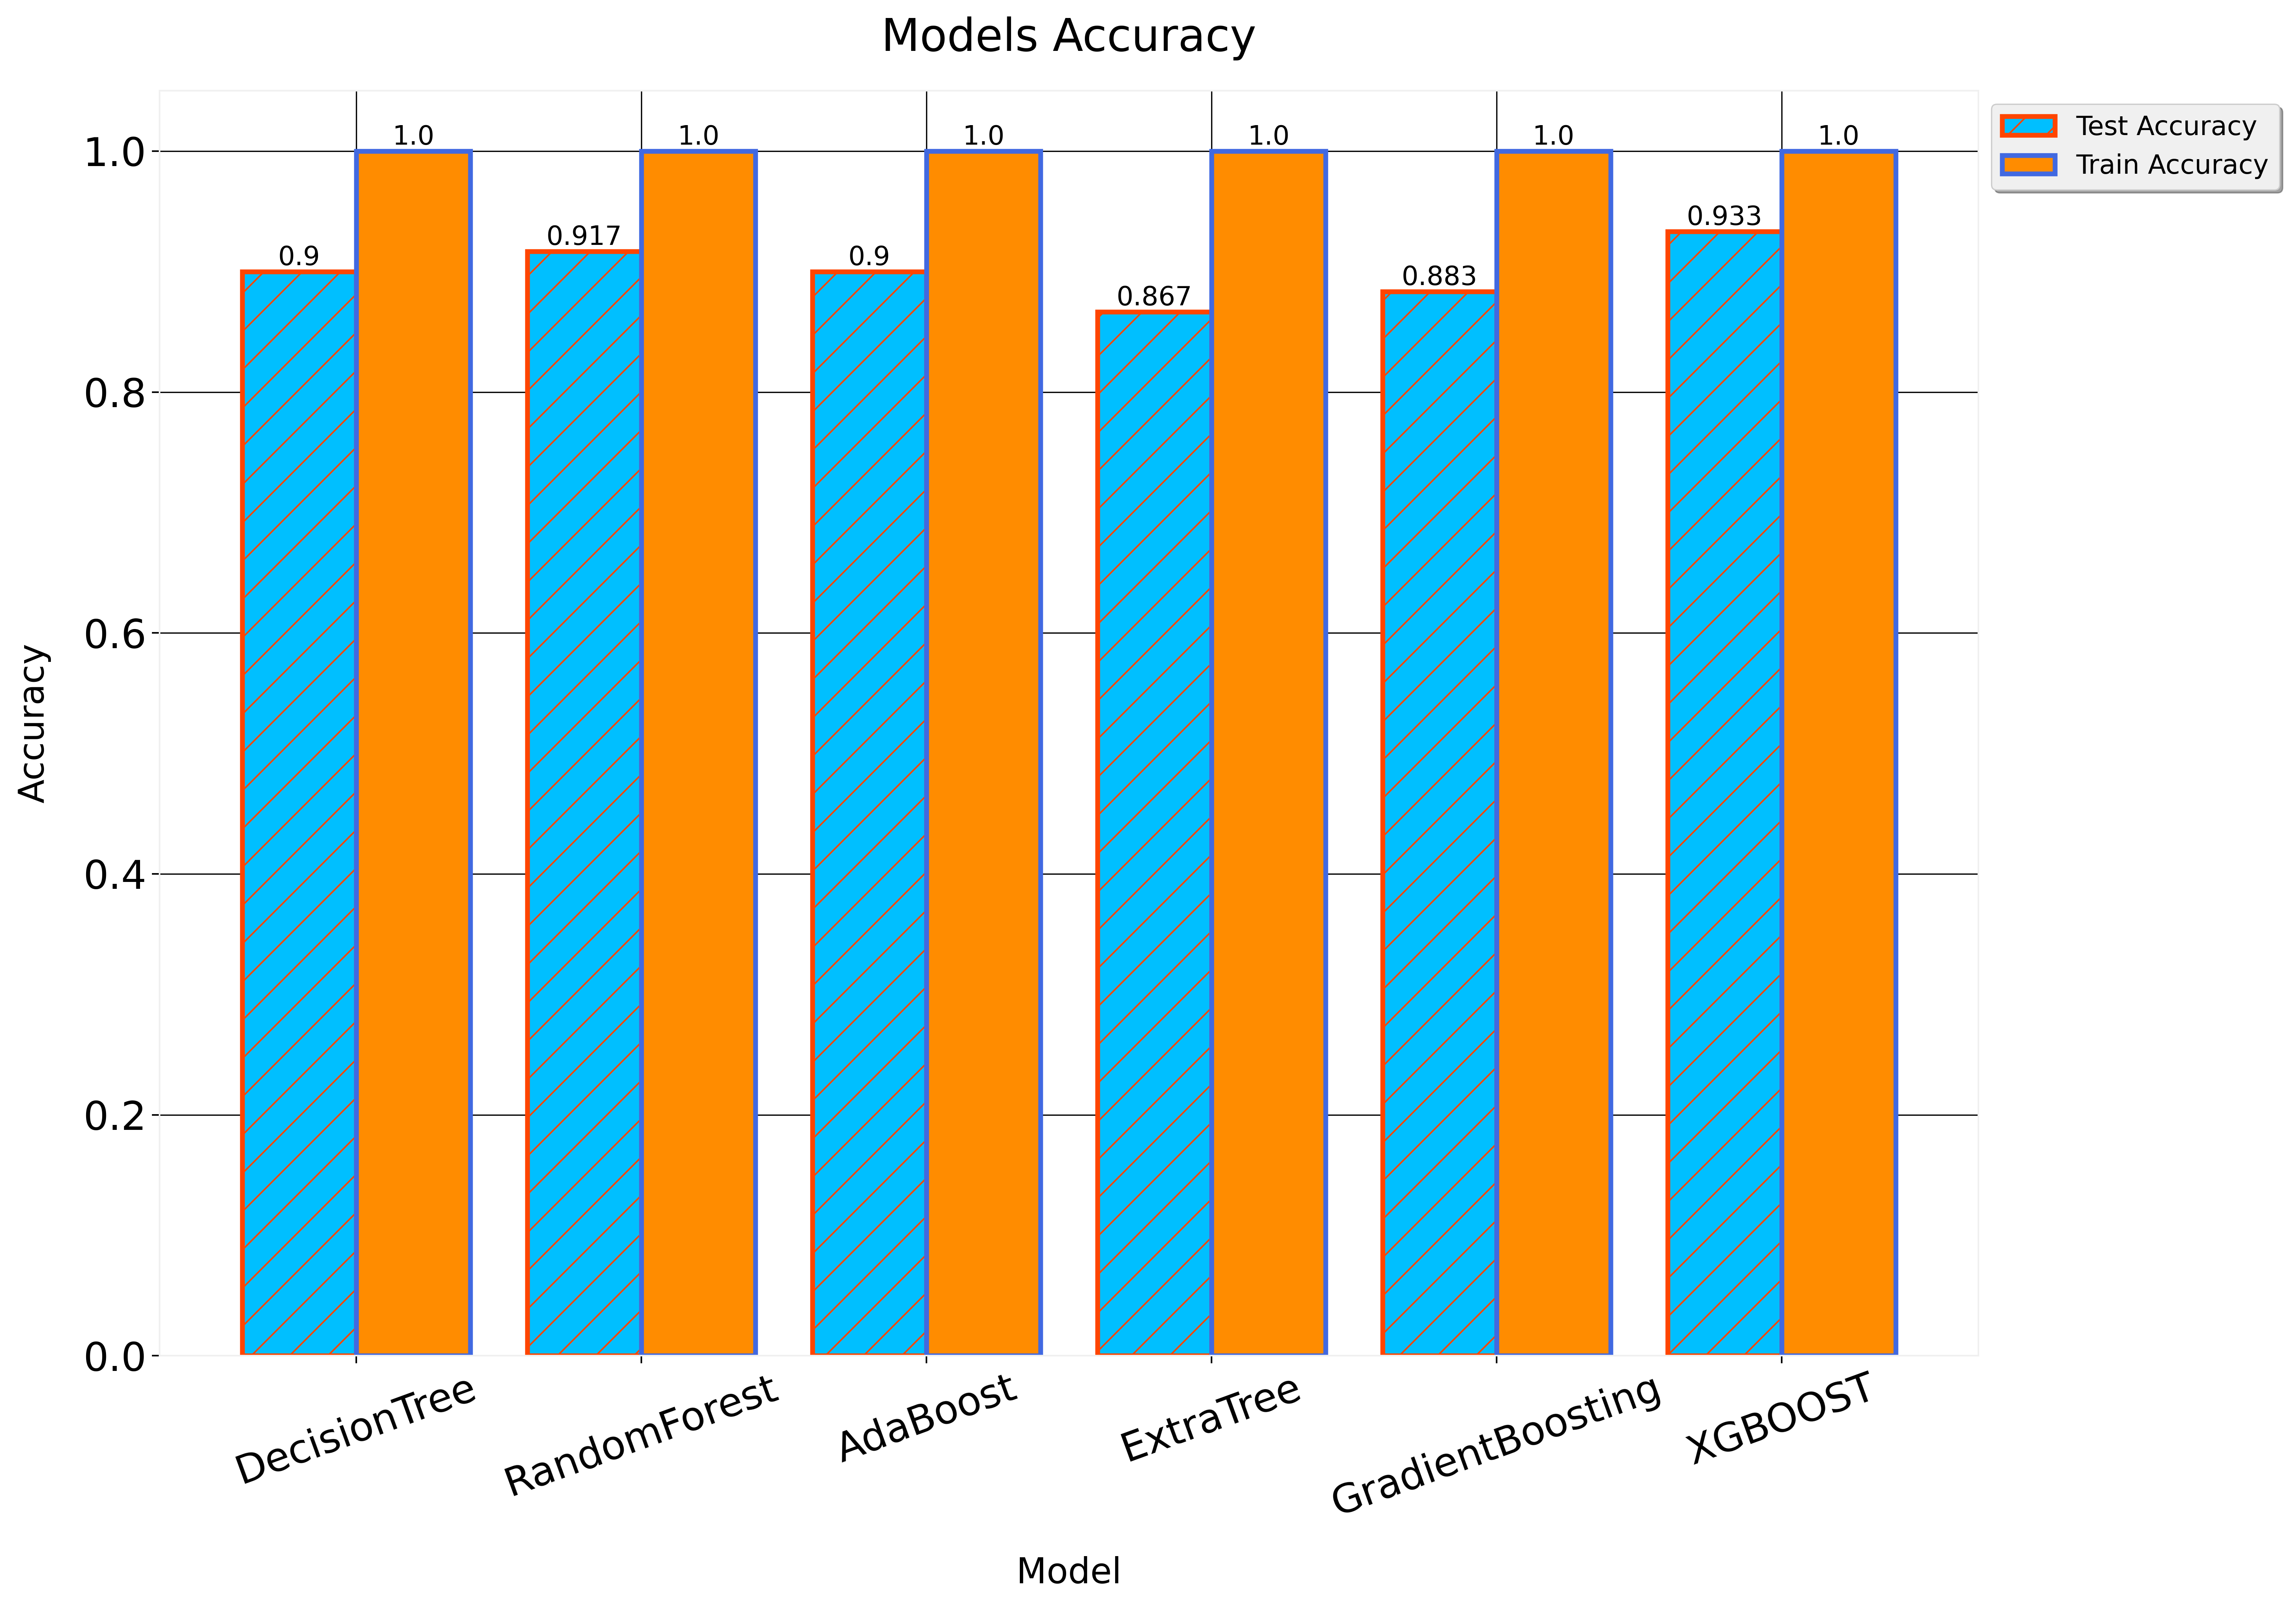 Models Accuracy
Test Accuracy
Train Accuracy
1.0
0.8
0.6
0.4
0.2
0.0
Accuracy
0.9
1.0
0.917
1.0
0.9
1.0
0.867
1.0
0.883
1.0
0.933
1.0
DecisionTree
RandomForest
AdaBoost
ExtraTree
GradientBoosting
XGBOOST
Model